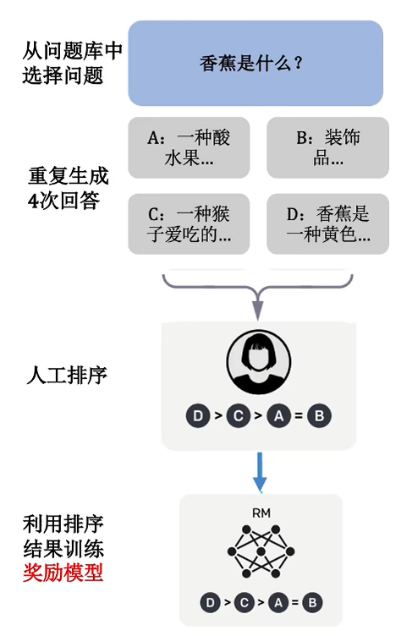 从问题库中
选择问题
香蕉是什么？
重复生成
4次回答
A：一种酸
水果...
B：装饰
品...
C：一种猴
子爱吃的...
D：香蕉是
一种黄色...
人工排序
D > C > A = B
利用排序
结果训练
奖励模型
RM
D > C > A = B